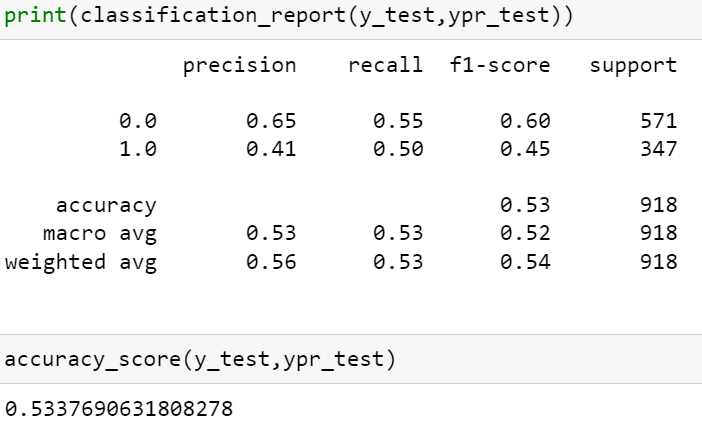 print(classification_report(y_test,ypr_test))
precision recall f1-score support
0.0 0.65 0.55 0.60 571
1.0 0.41 0.50 0.45 347
accuracy 0.53 918
macro avg 0.53 0.53 0.52 918
weighted avg 0.56 0.53 0.54 918
accuracy_score(y_test,ypr_test)
0.5337690631808278